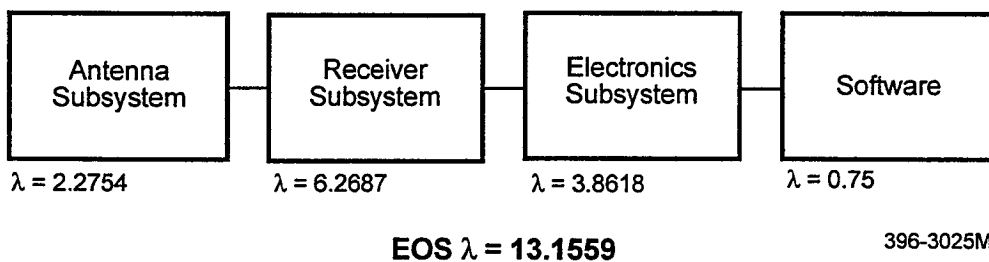 Antenna
Subsystem
Receiver
Subsystem
Electronics
Subsystem
Software
λ = 2.2754
λ = 6.2687
λ = 3.8618
λ = 0.75
EOS λ = 13.1559
396-3025M